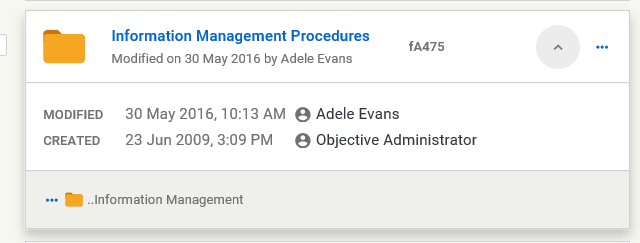 Information Management Procedures
fA475
Modified on 30 May 2016 by Adele Evans
MODIFIED 30 May 2016, 10:13 AM Adele Evans
CREATED 23 Jun 2009, 3:09 PM Objective Administrator
..Information Management